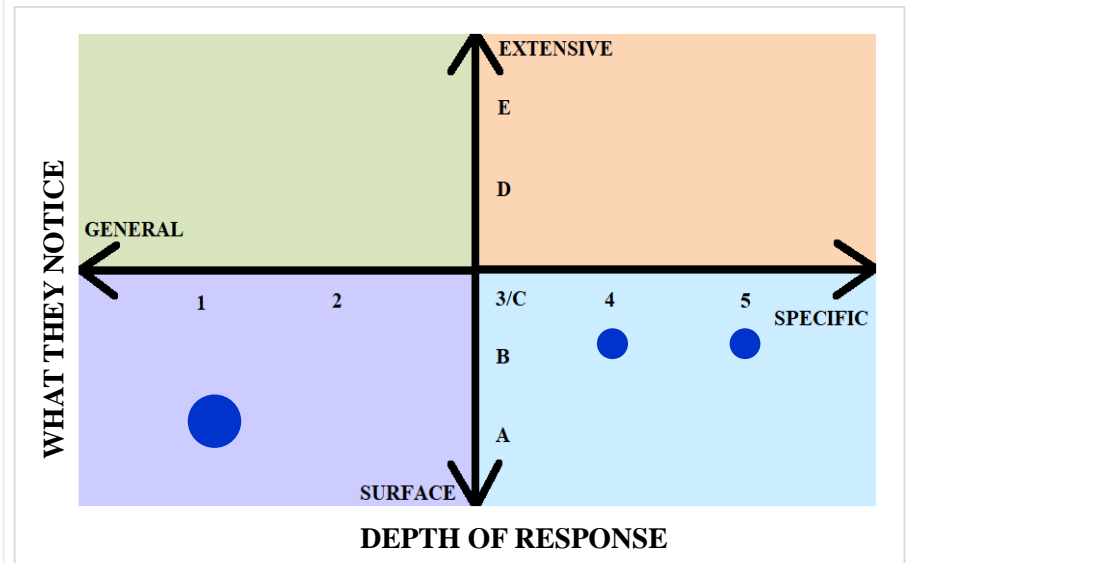 EXTENSIVE
E
D
GENERAL
WHAT THEY NOTICE
1
2
3/C
4
5
SPECIFIC
B
A
SURFACE
DEPTH OF RESPONSE